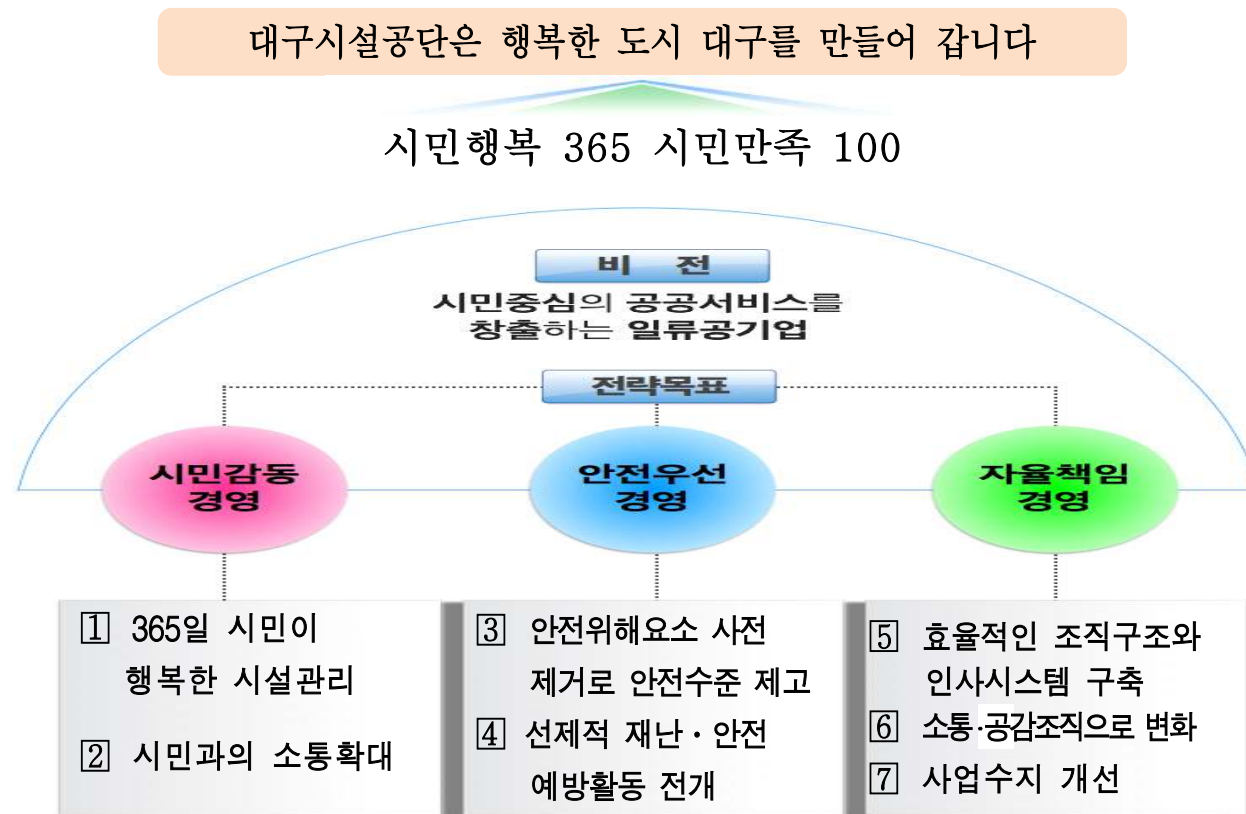 대구시설공단은 행복한 도시 대구를 만들어 갑니다
시민행복 365 시민만족 100
비 전
시민중심의 공공서비스를
창출하는 일류공기업
전략목표
시민감동
경영
안전우선
경영
자율책임
경영
1 365일 시민이
행복한 시설관리
2 시민과의 소통확대
3 안전위해요소 사전
제거로 안전수준 제고
4 선제적 재난·안전
예방활동 전개
5 효율적인 조직구조와
인사시스템 구축
6 소통·공감조직으로 변화
7 사업수지 개선